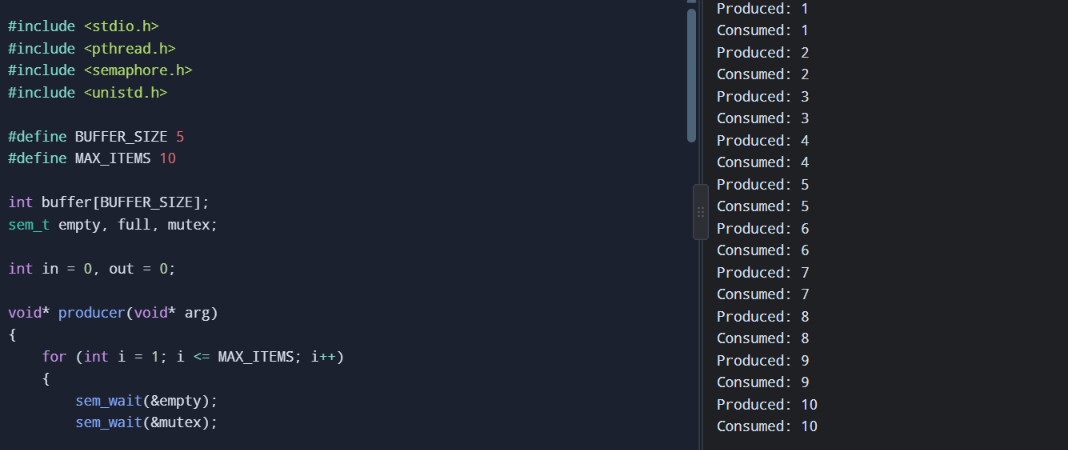 #include <stdio.h>
#include <pthread.h>
#include <semaphore.h>
#include <unistd.h>
#define BUFFER_SIZE 5
#define MAX_ITEMS 10
int buffer[BUFFER_SIZE];
sem_t empty, full, mutex;
int in = 0, out = 0;
void* producer(void* arg)
{
    for (int i = 1; i <= MAX_ITEMS; i++)
    {
        sem_wait(&empty);
        sem_wait(&mutex);
Produced: 1
Consumed: 1
Produced: 2
Consumed: 2
Produced: 3
Consumed: 3
Produced: 4
Consumed: 4
Produced: 5
Consumed: 5
Produced: 6
Consumed: 6
Produced: 7
Consumed: 7
Produced: 8
Consumed: 8
Produced: 9
Consumed: 9
Produced: 10
Consumed: 10